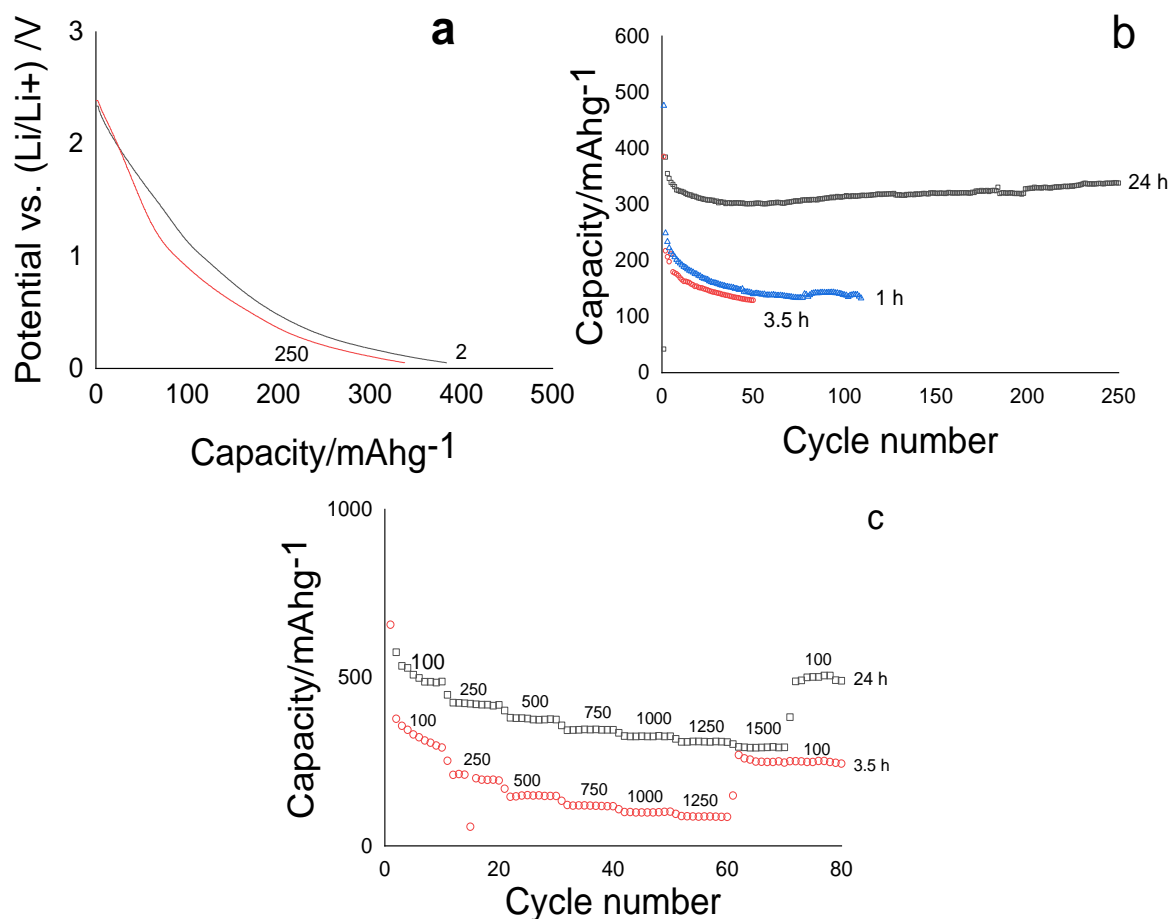 a
Potential vs. (Li/Li+) /V
3
2
1
0
250
2
0 100 200 300 400 500
Capacity/mAhg-1
b
Capacity/mAhg-1
600
500
400
300
200
100
0
24 h
1 h
3.5 h
0 50 100 150 200 250
Cycle number
c
Capacity/mAhg-1
1000
500
0
100
250
500
750
1000
1250
1500
100
24 h
100
250
500
750
1000
1250
100
3.5 h
0 20 40 60 80
Cycle number